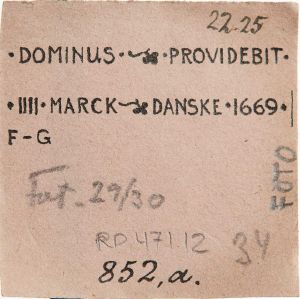 22.25
·DOMINUS · PROVIDEBIT·
·IIII MARCK DANSKE·1669·
F-G
Fot. 29/30
FOTO
RD 471.12 34
852,a.